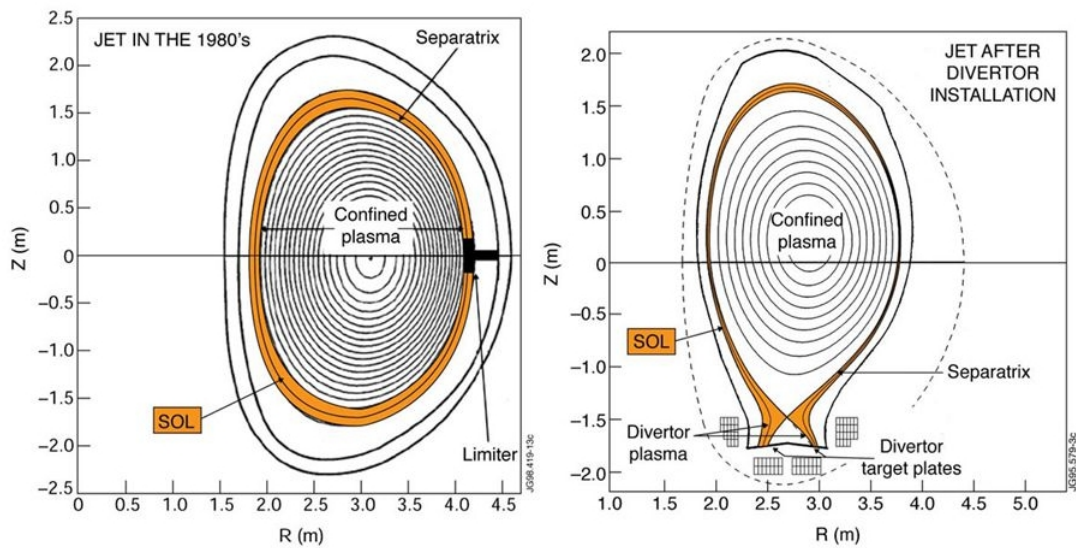 JET IN THE 1980's
Separatrix
Confined
plasma
SOL
Limiter
Z (m)
2.5
2.0
1.5
1.0
0.5
0
–0.5
–1.0
–1.5
–2.0
–2.5
0 0.5 1.0 1.5 2.0 2.5 3.0 3.5 4.0 4.5
R (m)
JG98.419-13c
JET AFTER
DIVERTOR
INSTALLATION
Confined
plasma
SOL
Separatrix
Divertor
plasma
Divertor
target plates
Z (m)
2.0
1.5
1.0
0.5
0
–0.5
–1.0
–1.5
–2.0
1.0 2.0 2.5 3.0 3.5 4.0 4.5 5.0
R (m)
JG95.579-3c